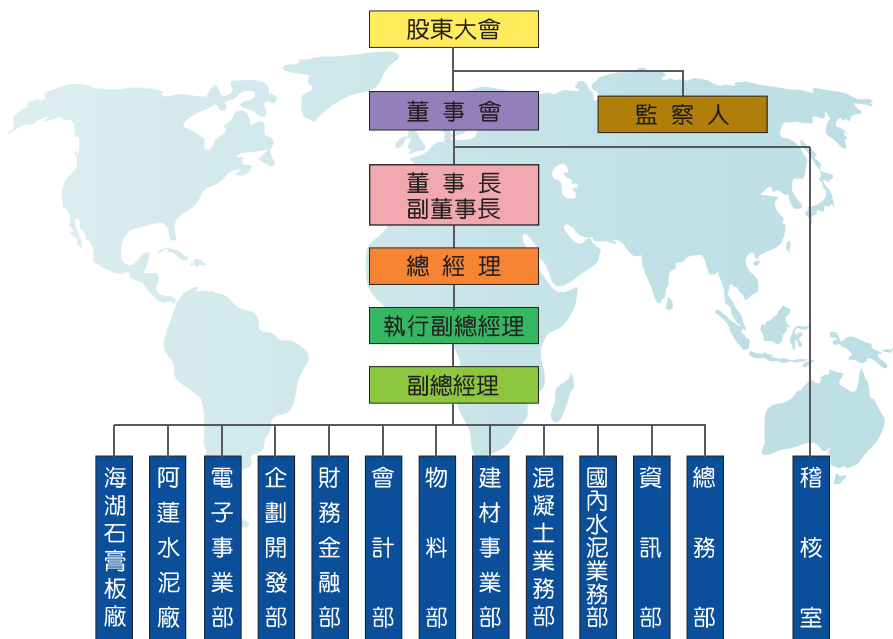 股東大會
董事會
監察人
董事長
副董事長
總經理
執行副總經理
副總經理
海湖石膏板廠
阿蓮水泥廠
電子事業部
企劃開發部
財務金融部
會計部
物料部
建材事業部
混凝土業務部
國內水泥業務部
資訊部
總務部
稽核室